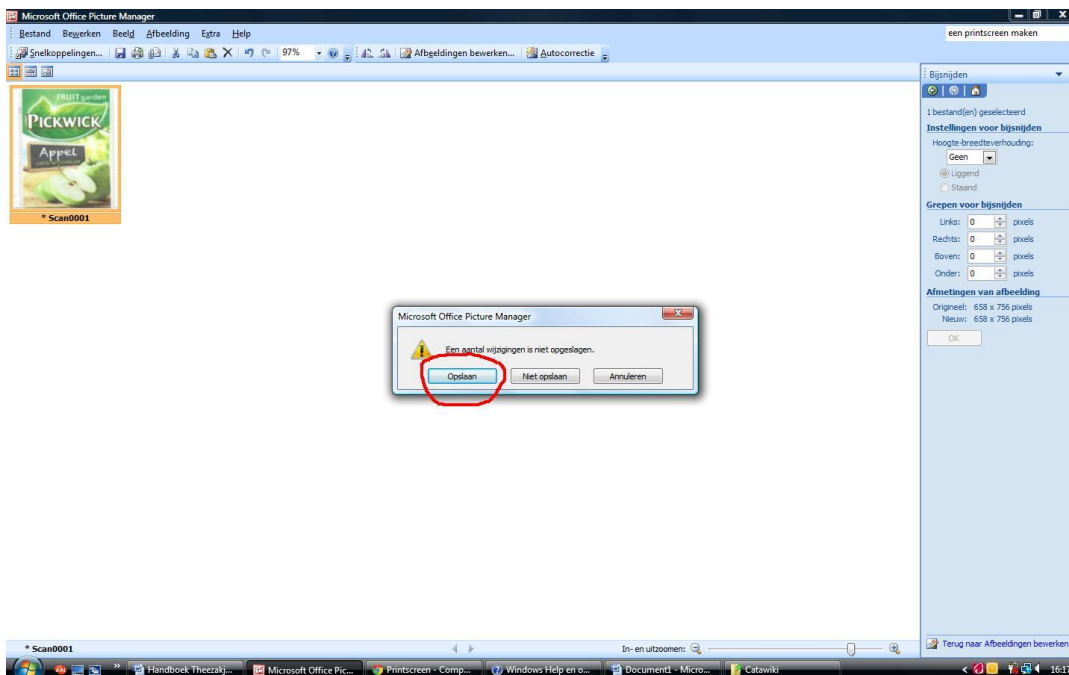 Microsoft Office Picture Manager
Bestand Bewerken Beeld Afbeelding Extra Help
een printscreen maken
Snelkoppelingen... 97% Afbeeldingen bewerken... Autocorrectie
Bijsnijden
1 bestand(en) geselecteerd
Instellingen voor bijsnijden
Hoogte-breedteverhouding:
Geen
Liggend
Staand
Grepen voor bijsnijden
Links: 0 pixels
Rechts: 0 pixels
Boven: 0 pixels
Onder: 0 pixels
Afmetingen van afbeelding
Origineel: 658 x 756 pixels
Nieuw: 658 x 756 pixels
OK
FRUIT garden
PICKWICK
Appel
* Scan0001
Microsoft Office Picture Manager
Een aantal wijzigingen is niet opgeslagen.
Opslaan Niet opslaan Annuleren
* Scan0001
In- en uitzoomen:
Terug naar Afbeeldingen bewerken
Handboek Theezakj... Microsoft Office Pic... Printscreen - Comp... Windows Help en o... Document1 - Micro... Catawiki 16:17